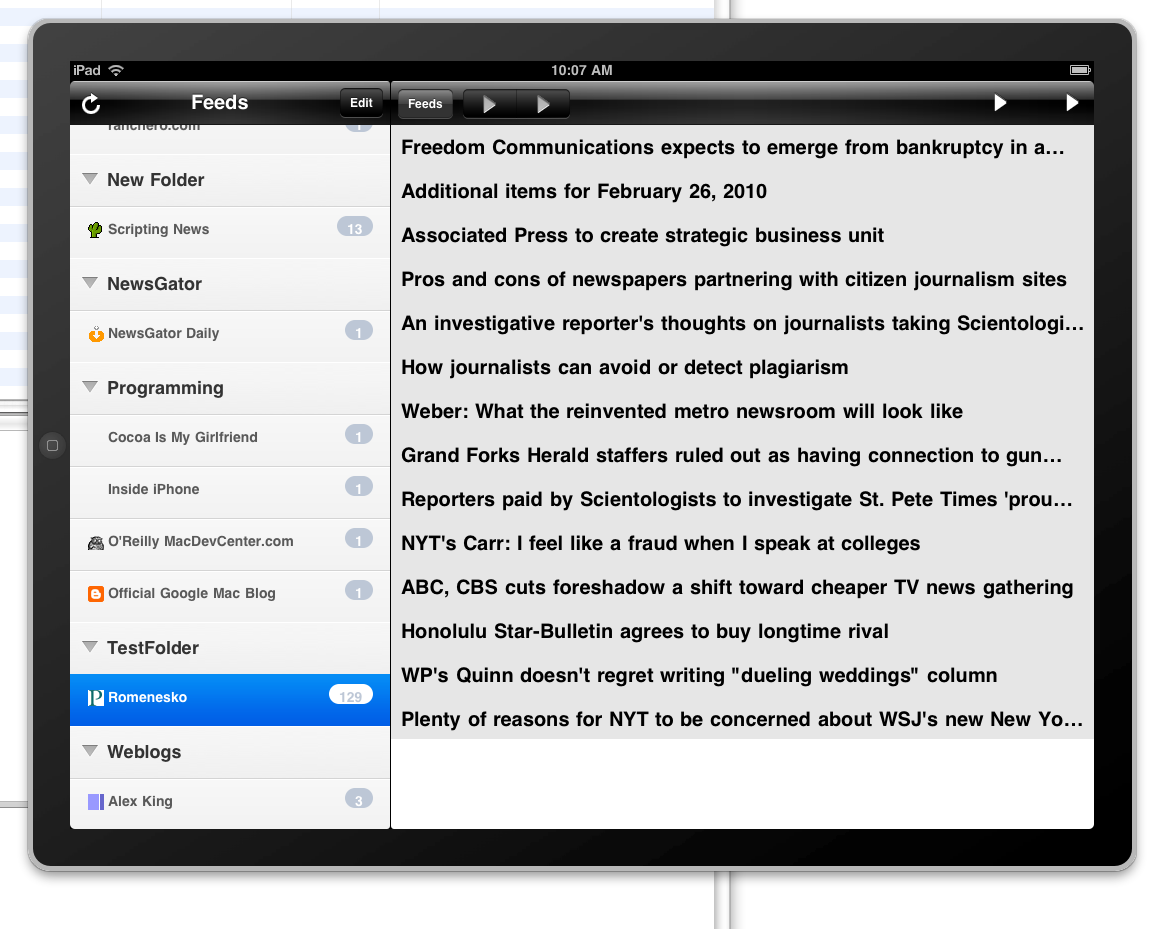 iPad
10:07 AM
Feeds
Edit
ranchero.com
1
New Folder
Scripting News
13
NewsGator
NewsGator Daily
1
Programming
Cocoa Is My Girlfriend
1
Inside iPhone
1
O'Reilly MacDevCenter.com
1
Official Google Mac Blog
1
TestFolder
Romenesko
129
Weblogs
Alex King
3
Feeds
Freedom Communications expects to emerge from bankruptcy in a…
Additional items for February 26, 2010
Associated Press to create strategic business unit
Pros and cons of newspapers partnering with citizen journalism sites
An investigative reporter's thoughts on journalists taking Scientologi…
How journalists can avoid or detect plagiarism
Weber: What the reinvented metro newsroom will look like
Grand Forks Herald staffers ruled out as having connection to gun…
Reporters paid by Scientologists to investigate St. Pete Times 'prou…
NYT's Carr: I feel like a fraud when I speak at colleges
ABC, CBS cuts foreshadow a shift toward cheaper TV news gathering
Honolulu Star-Bulletin agrees to buy longtime rival
WP's Quinn doesn't regret writing "dueling weddings" column
Plenty of reasons for NYT to be concerned about WSJ's new New Yo…